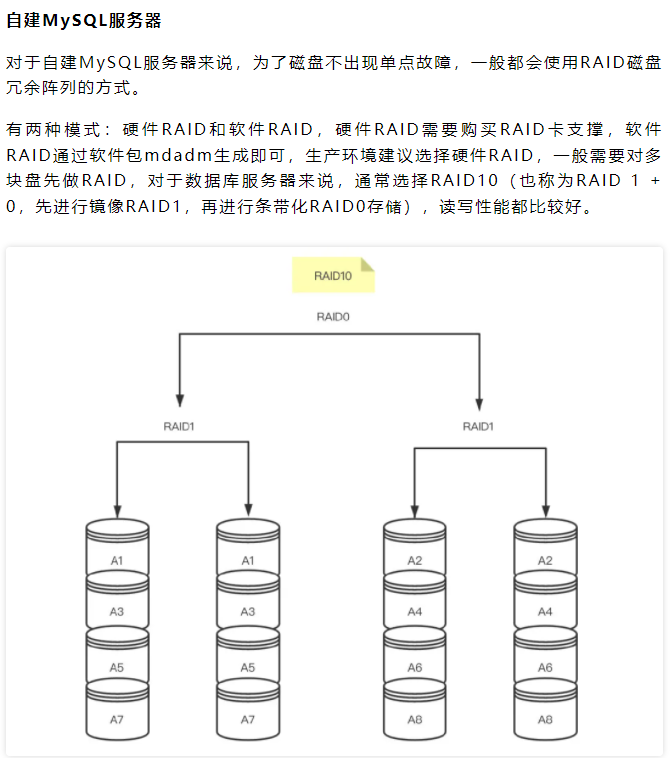 自建MySQL服务器
对于自建MySQL服务器来说，为了磁盘不出现单点故障，一般都会使用RAID磁盘
冗余阵列的方式。
有两种模式：硬件RAID和软件RAID，硬件RAID需要购买RAID卡支撑，软件
RAID通过软件包mdadm生成即可，生产环境建议选择硬件RAID，一般需要对多
块盘先做RAID，对于数据库服务器来说，通常选择RAID10（也称为RAID 1 +
0，先进行镜像RAID1，再进行条带化RAID0存储），读写性能都比较好。
RAID10
RAID0
RAID1 RAID1
A1 A1 A2 A2
A3 A3 A4 A4
A5 A5 A6 A6
A7 A7 A8 A8